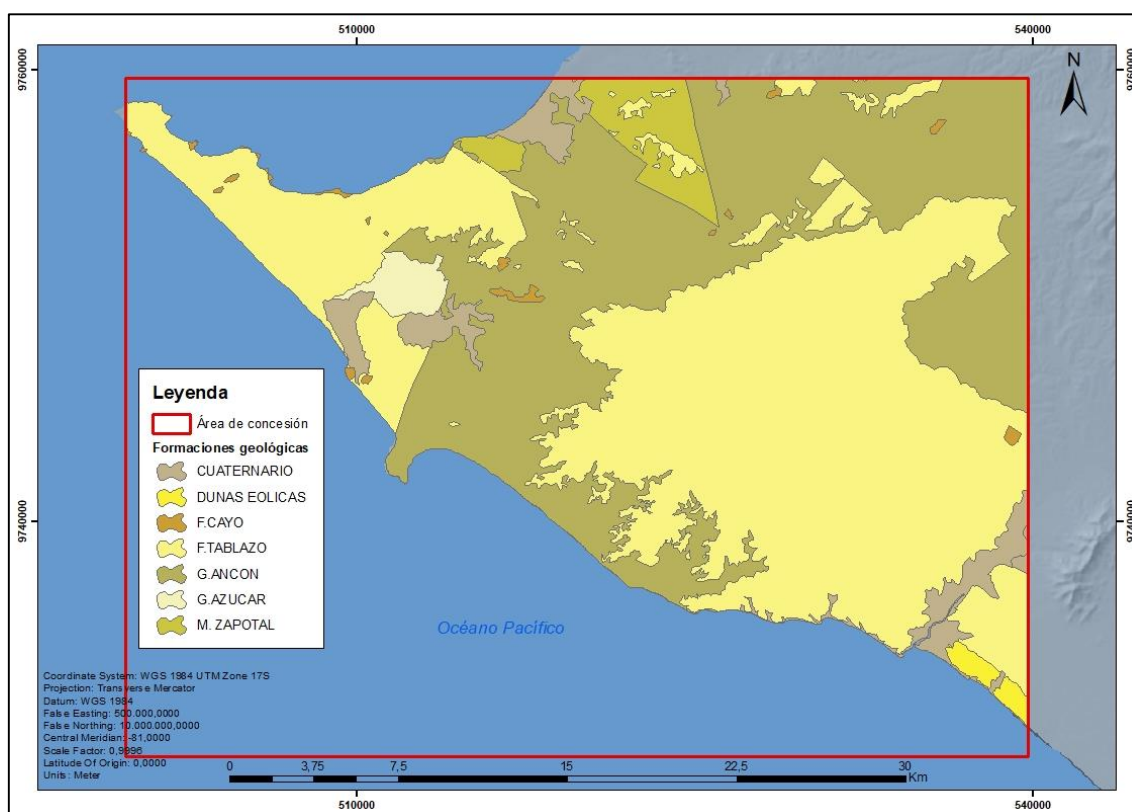 510000
540000
9760000
9760000
N
Leyenda
Área de concesión
Formaciones geológicas
CUATERNARIO
DUNAS EOLICAS
F.CAYO
F.TABLAZO
G.ANCON
G.AZUCAR
M. ZAPOTAL
9740000
9740000
Océano Pacífico
Coordinate System: WGS 1984 UTM Zone 17S
Projection: Transverse Mercator
Datum: WGS 1984
False Easting: 500.000,0000
False Northing: 10.000.000,0000
Central Meridian: -81,0000
Scale Factor: 0,9996
Latitude Of Origin: 0,0000
Units: Meter
0 3,75 7,5 15 22,5 30
Km
510000
540000